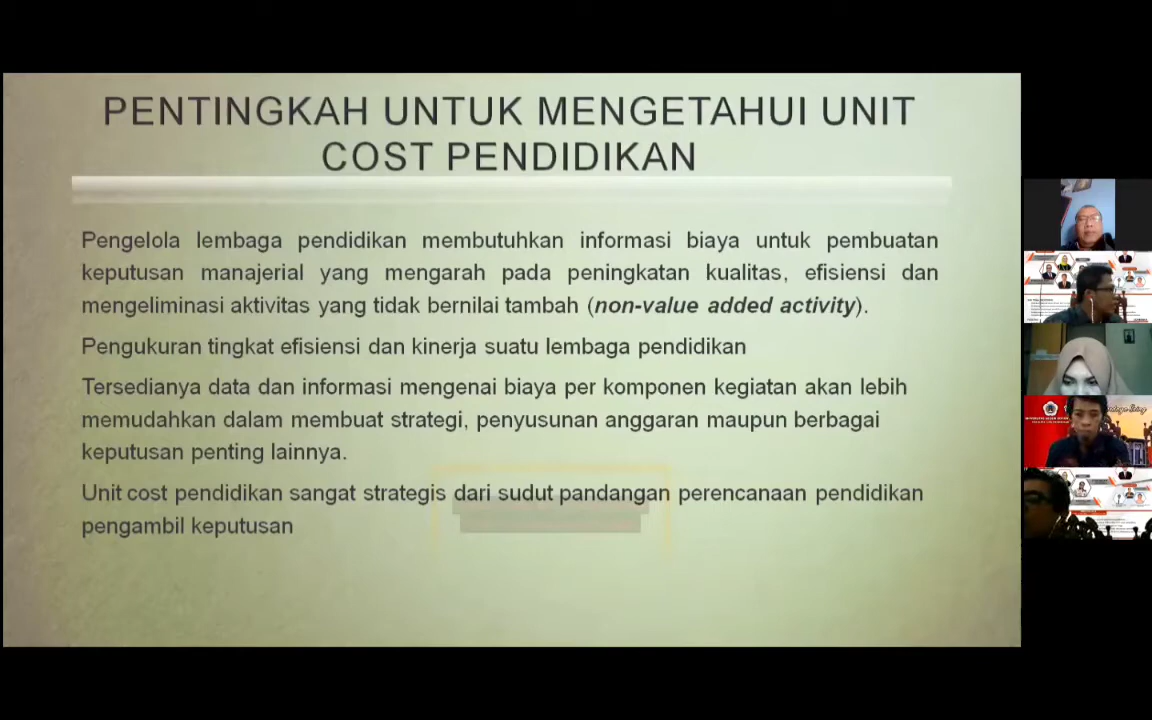 PENTINGKAH UNTUK MENGETAHUI UNIT
COST PENDIDIKAN
Pengelola lembaga pendidikan membutuhkan informasi biaya untuk pembuatan
keputusan manajerial yang mengarah pada peningkatan kualitas, efisiensi dan
mengeliminasi aktivitas yang tidak bernilai tambah (non-value added activity).
Pengukuran tingkat efisiensi dan kinerja suatu lembaga pendidikan
Tersedianya data dan informasi mengenai biaya per komponen kegiatan akan lebih
memudahkan dalam membuat strategi, penyusunan anggaran maupun berbagai
keputusan penting lainnya.
Unit cost pendidikan sangat strategis dari sudut pandangan perencanaan pendidikan
pengambil keputusan